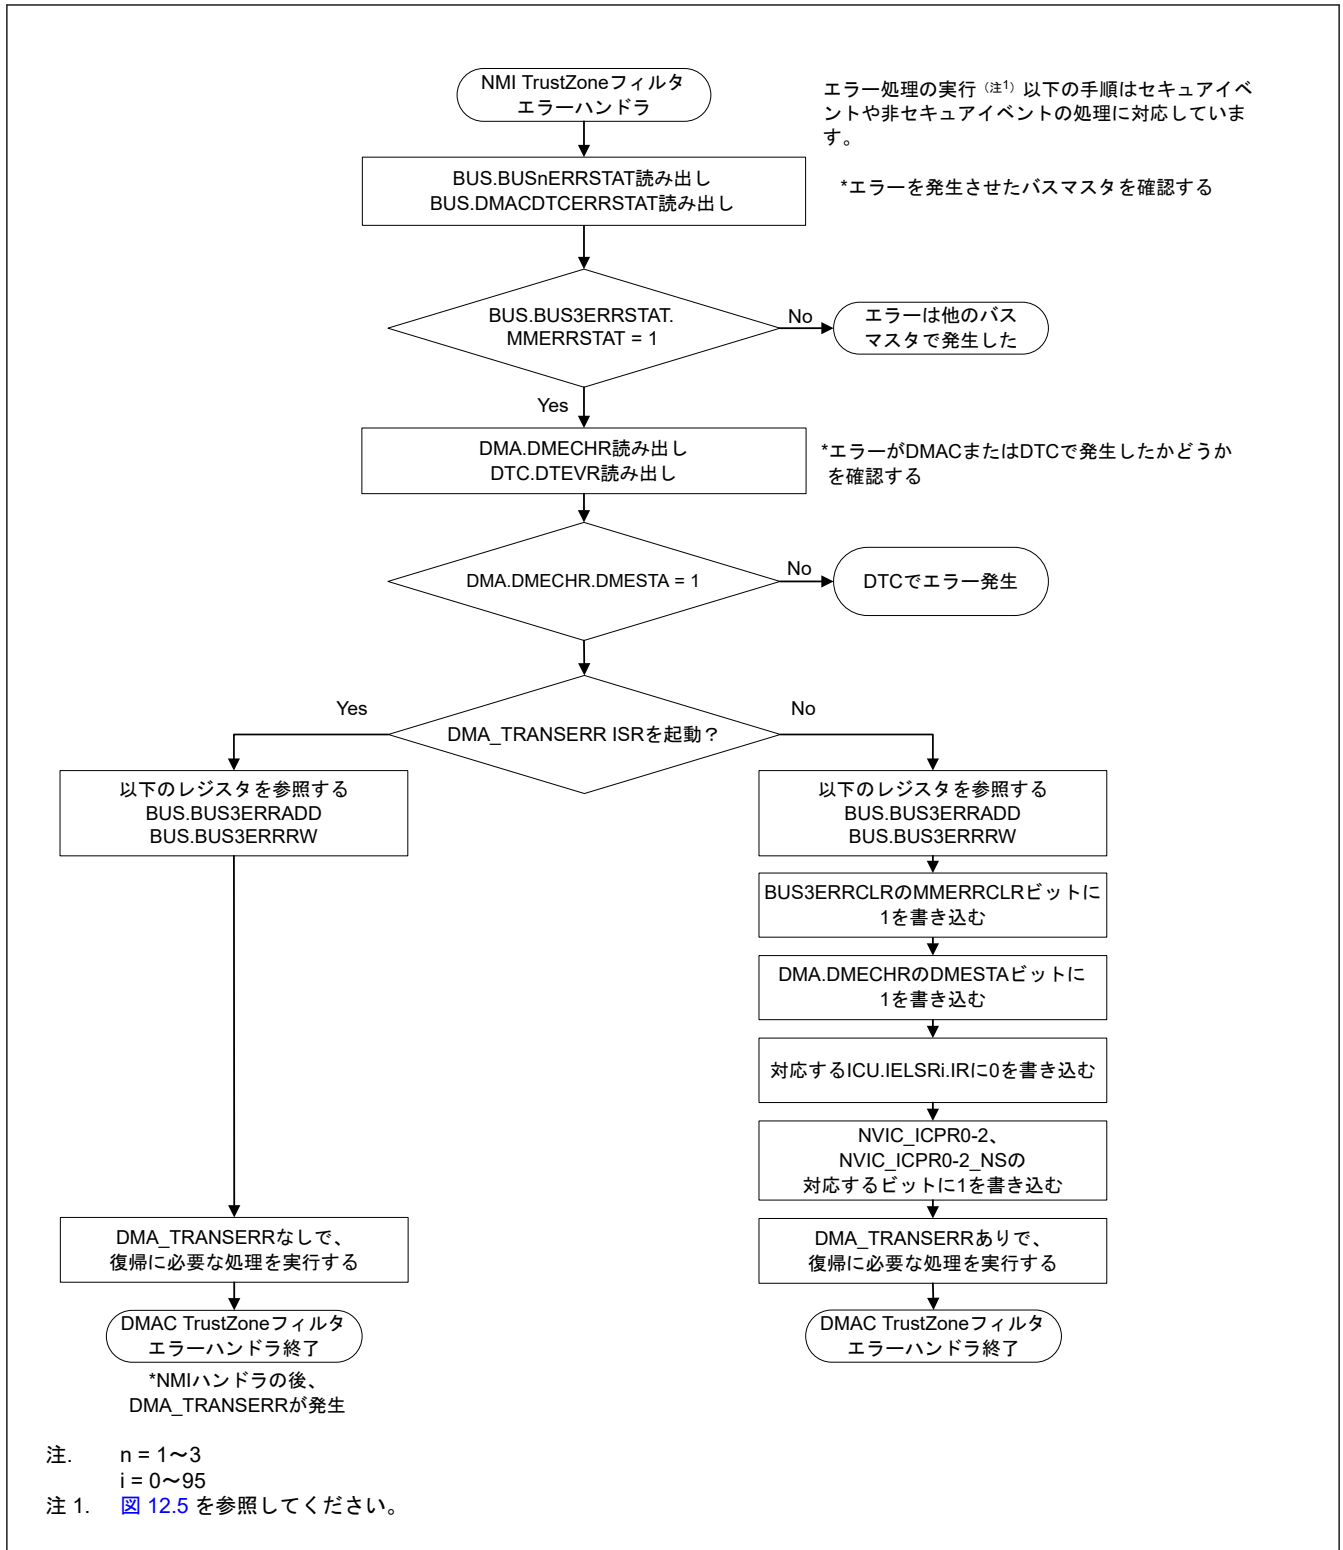 NMI TrustZoneフィルタ
エラーハンドラ
エラー処理の実行（注1）以下の手順はセキュアイベ
ントや非セキュアイベントの処理に対応していま
す。
BUS.BUSnERRSTAT読み出し
BUS.DMACDTCERRSTAT読み出し
*エラーを発生させたバスマスタを確認する
BUS.BUS3ERRSTAT.
MMERRSTAT = 1
No
エラーは他のバス
マスタで発生した
Yes
DMA.DMECHR読み出し
DTC.DTEVR読み出し
*エラーがDMACまたはDTCで発生したかどうか
を確認する
DMA.DMECHR.DMESTA = 1
No
DTCでエラー発生
DMA_TRANSERR ISRを起動？
Yes
No
以下のレジスタを参照する
BUS.BUS3ERRADD
BUS.BUS3ERRRW
以下のレジスタを参照する
BUS.BUS3ERRADD
BUS.BUS3ERRRW
BUS3ERRCLRのMMERRCLRビットに
1を書き込む
DMA.DMECHRのDMESTAビットに
1を書き込む
対応するICU.IELSRi.IRに0を書き込む
NVIC_ICPR0-2、
NVIC_ICPR0-2_NSの
対応するビットに1を書き込む
DMA_TRANSERRなしで、
復帰に必要な処理を実行する
DMA_TRANSERRありで、
復帰に必要な処理を実行する
DMAC TrustZoneフィルタ
エラーハンドラ終了
DMAC TrustZoneフィルタ
エラーハンドラ終了
*NMIハンドラの後、
DMA_TRANSERRが発生
注. n = 1～3
i = 0～95
注 1. 図 12.5 を参照してください。